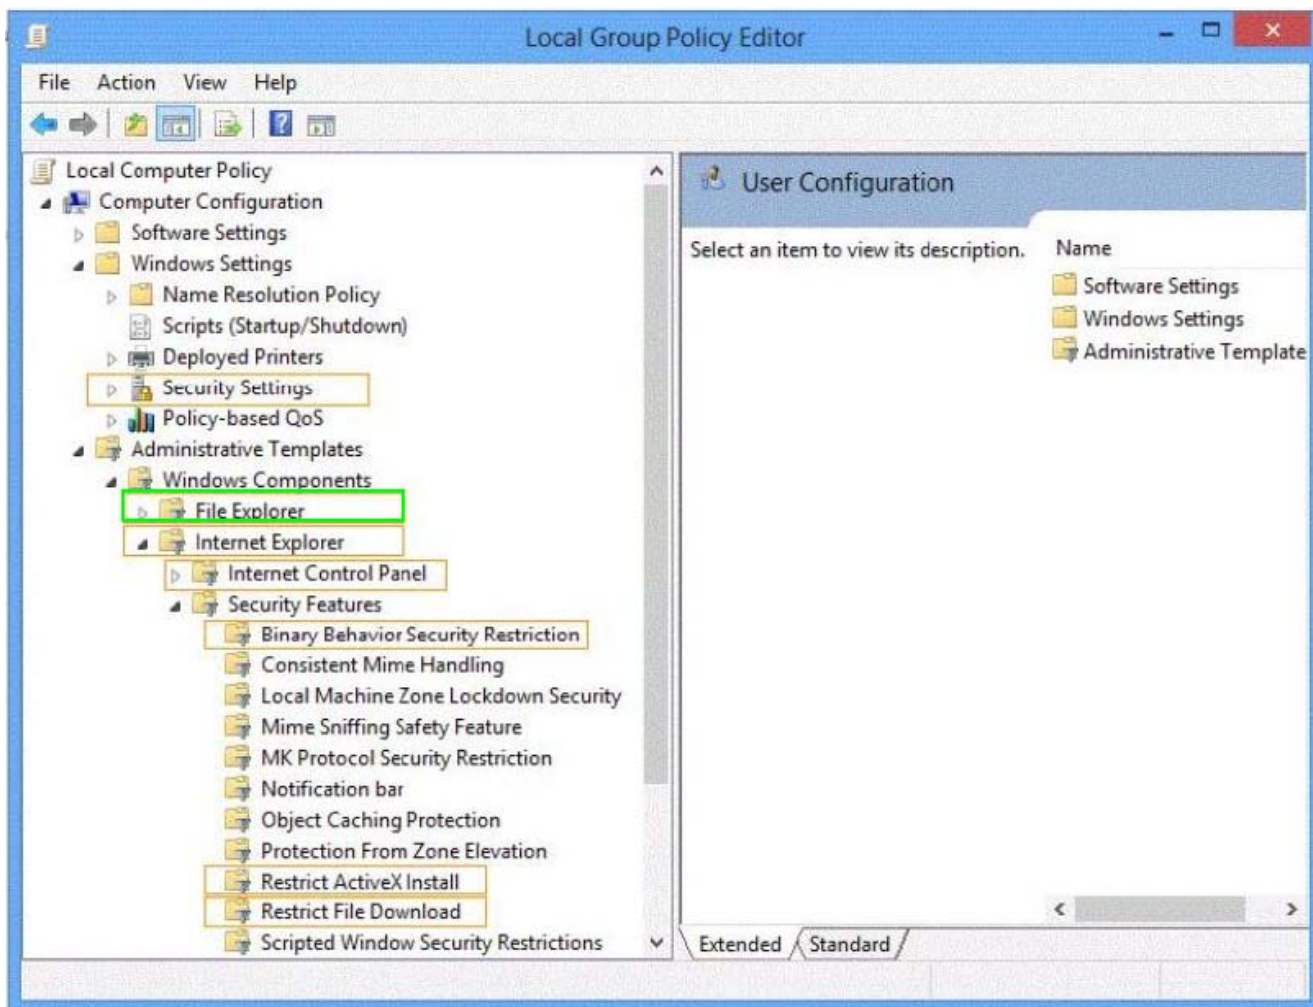 Local Group Policy Editor
File Action View Help
Local Computer Policy
Computer Configuration
Software Settings
Windows Settings
Name Resolution Policy
Scripts (Startup/Shutdown)
Deployed Printers
Security Settings
Policy-based QoS
Administrative Templates
Windows Components
File Explorer
Internet Explorer
Internet Control Panel
Security Features
Binary Behavior Security Restriction
Consistent Mime Handling
Local Machine Zone Lockdown Security
Mime Sniffing Safety Feature
MK Protocol Security Restriction
Notification bar
Object Caching Protection
Protection From Zone Elevation
Restrict ActiveX Install
Restrict File Download
Scripted Window Security Restrictions
User Configuration
Select an item to view its description.
Name
Software Settings
Windows Settings
Administrative Template
Extended Standard